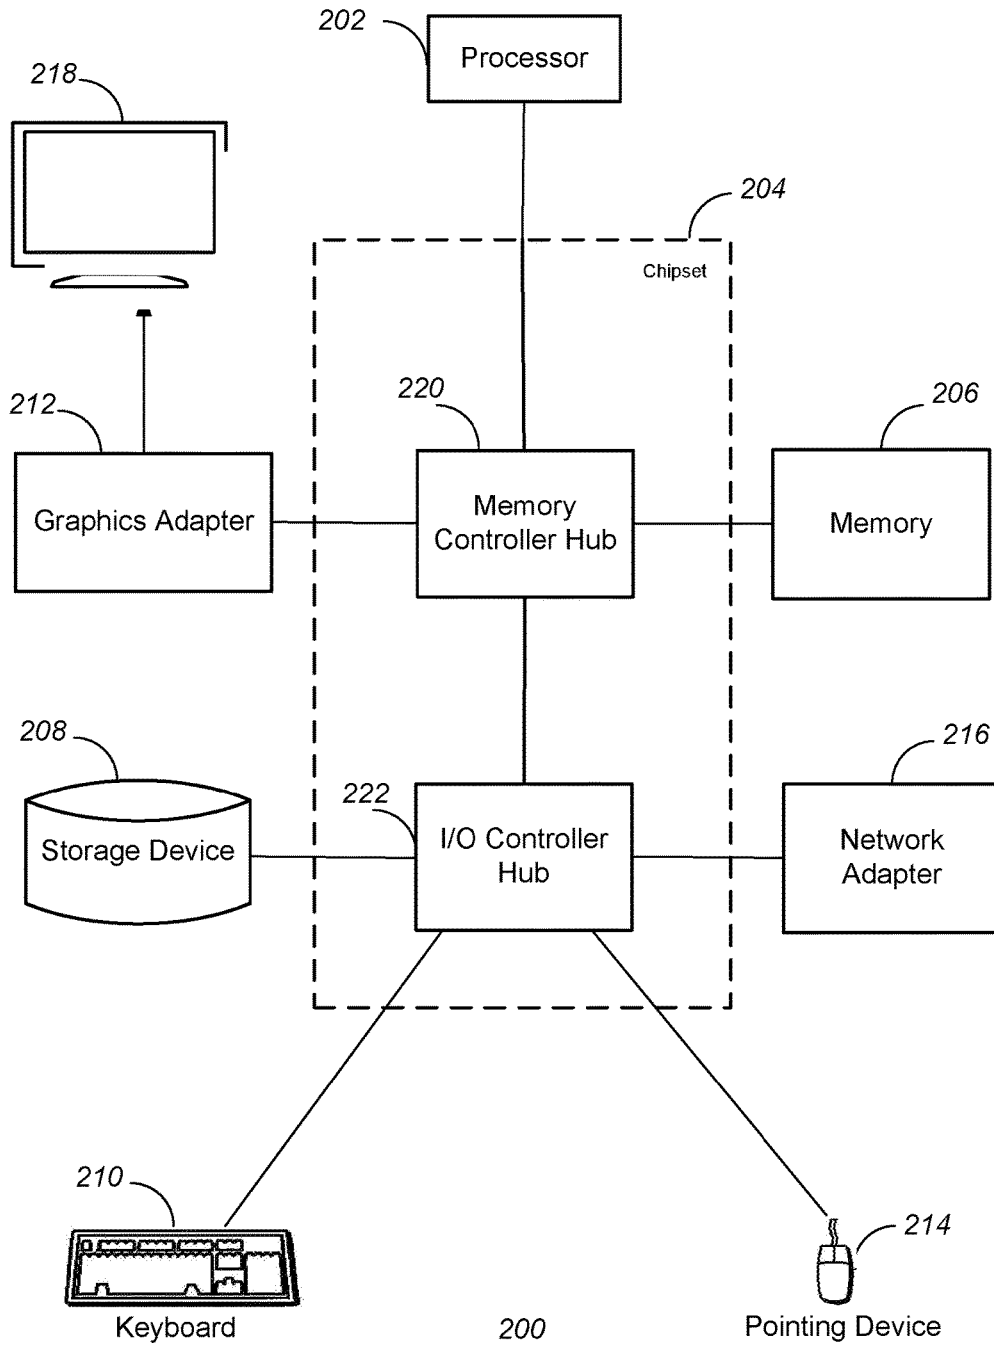 202
Processor
218
204
Chipset
212
220
206
Graphics Adapter
Memory
Controller Hub
Memory
208
222
216
Storage Device
I/O Controller
Hub
Network
Adapter
210
214
Keyboard
200
Pointing Device